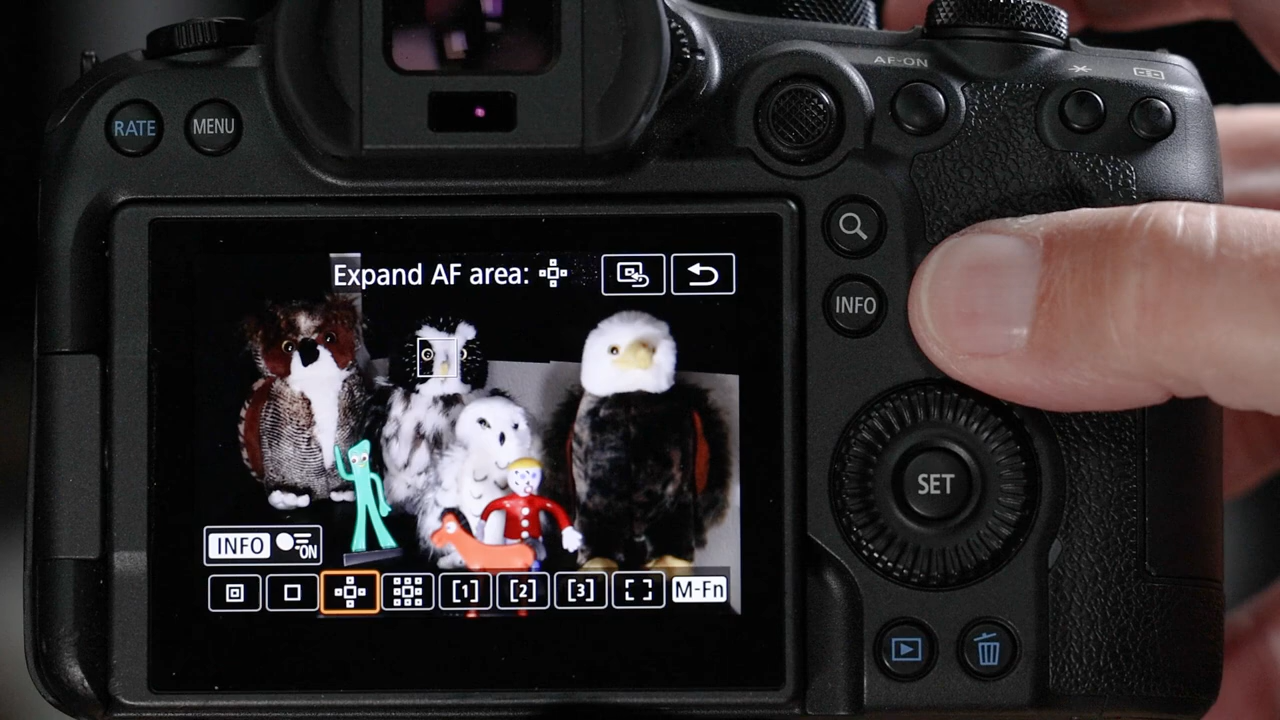 AF-ON
RATE
MENU
Expand AF area:
INFO
SET
INFO ON
[1] [2] [3] M-Fn